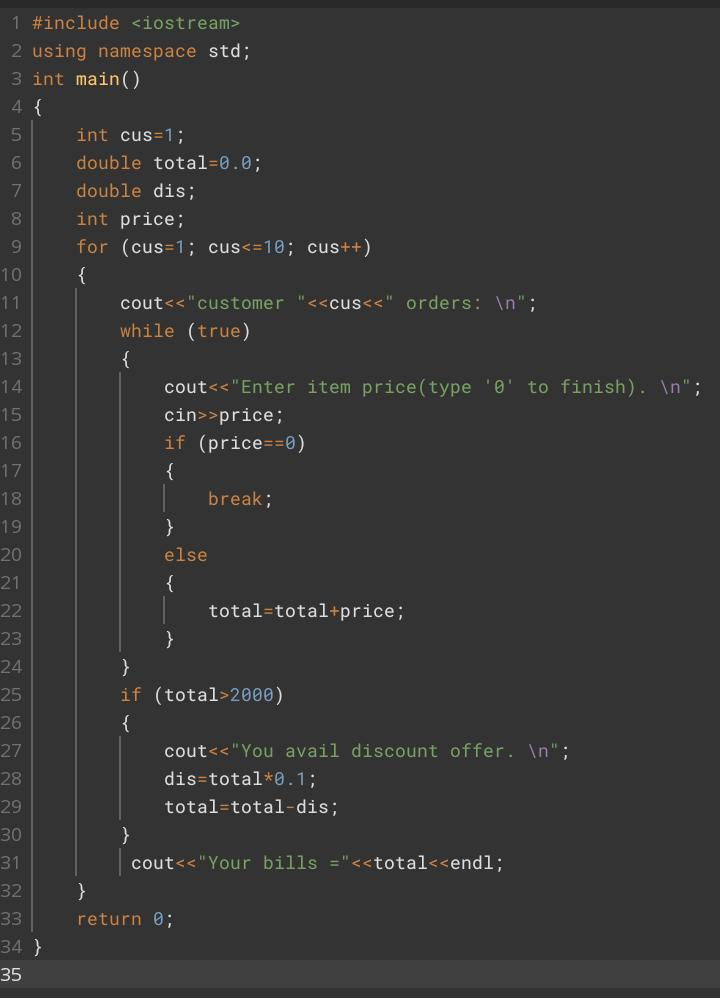 1 #include <iostream>
2 using namespace std;
3 int main()
4 {
5     int cus=1;
6     double total=0.0;
7     double dis;
8     int price;
9     for (cus=1; cus<=10; cus++)
10     {
11         cout<<"customer "<<cus<<" orders: \n";
12         while (true)
13         {
14             cout<<"Enter item price(type '0' to finish). \n";
15             cin>>price;
16             if (price==0)
17             {
18                 break;
19             }
20             else
21             {
22                 total=total+price;
23             }
24         }
25         if (total>2000)
26         {
27             cout<<"You avail discount offer. \n";
28             dis=total*0.1;
29             total=total-dis;
30         }
31          cout<<"Your bills ="<<total<<endl;
32     }
33     return 0;
34 }
35